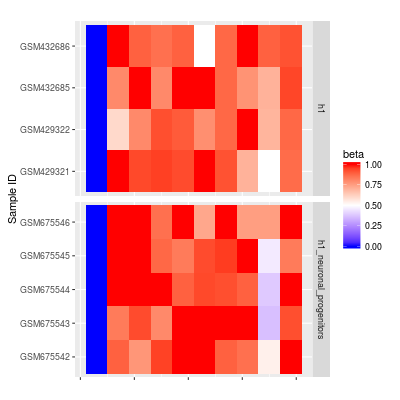 GSM432686
GSM432685
GSM429322
GSM429321
h1
GSM675546
GSM675545
GSM675544
GSM675543
GSM675542
h1_neuronal_progenitors
Sample ID
beta
1.00
0.75
0.50
0.25
0.00